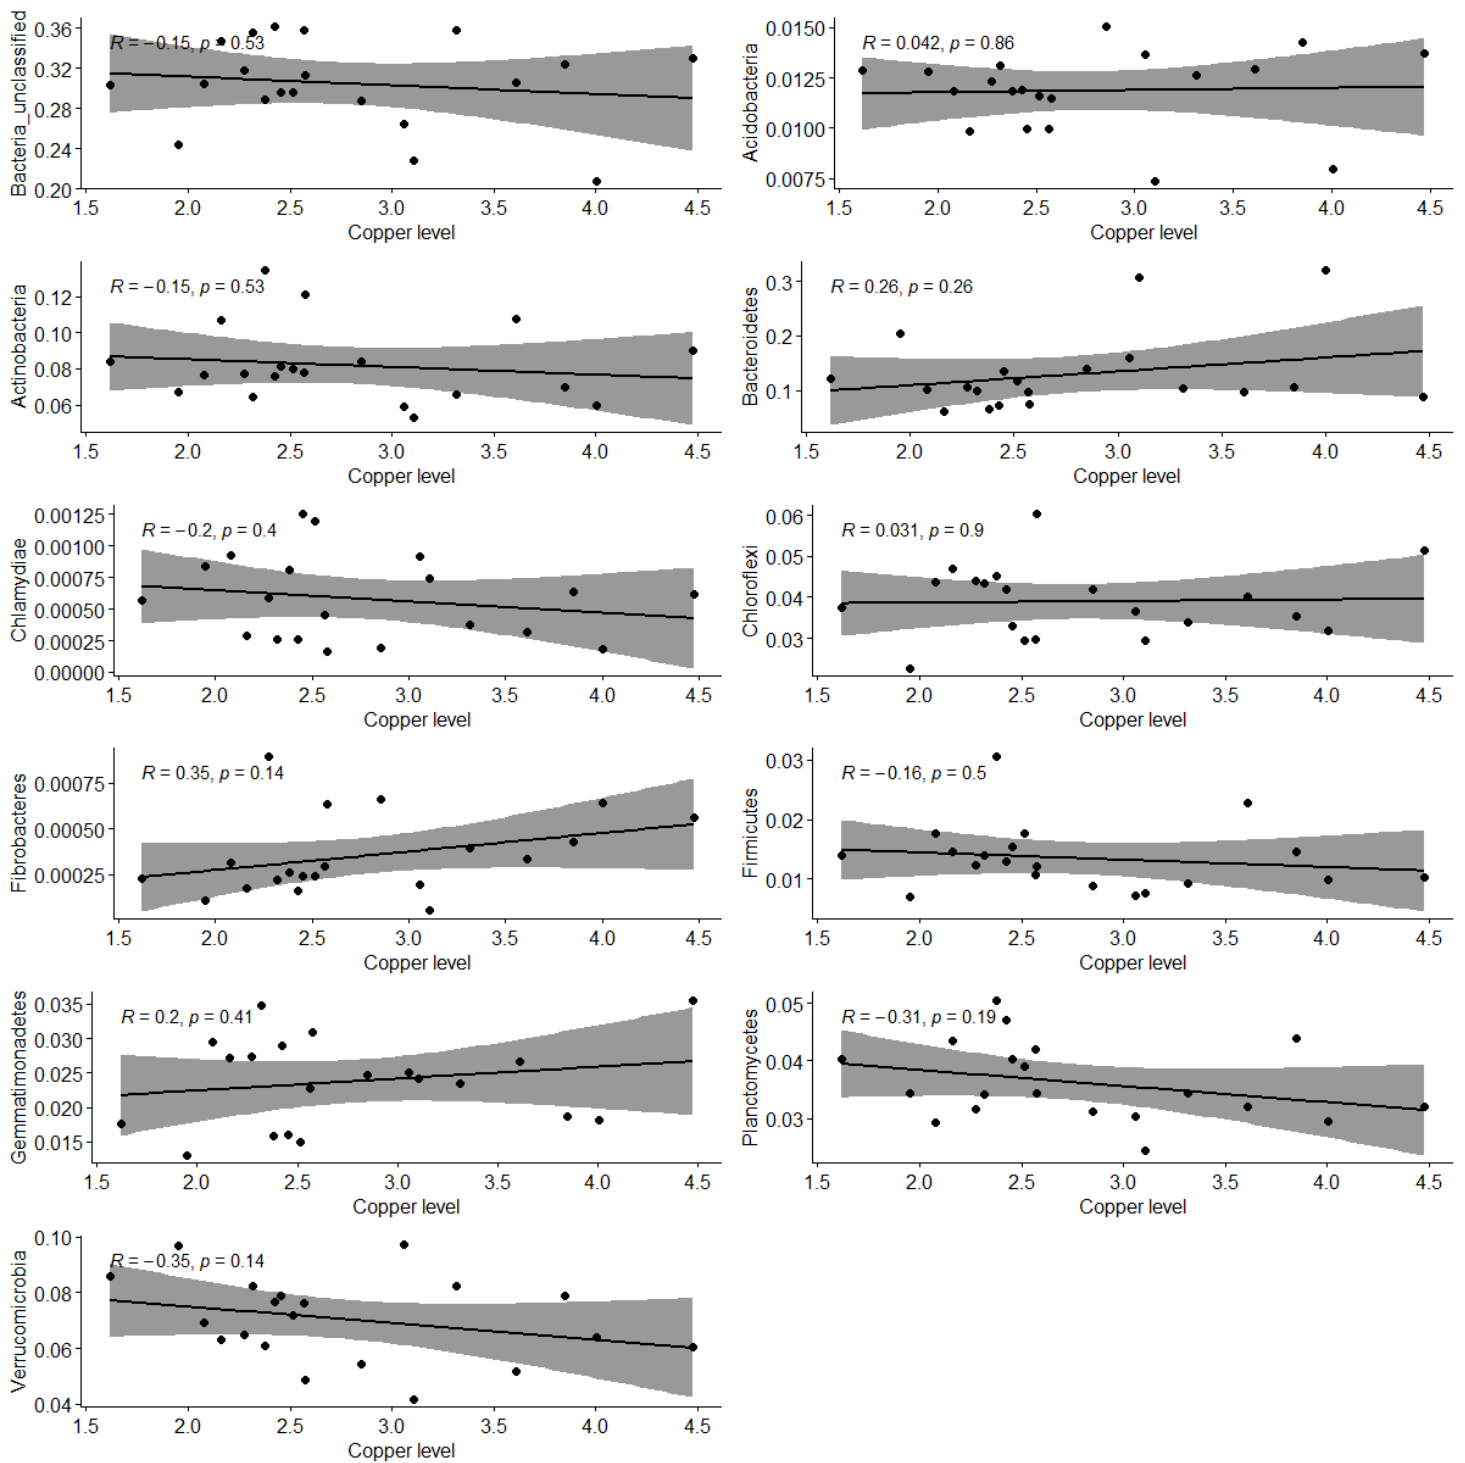 Bacteria_unclassified
R = −0.15, p = 0.53
0.36
0.32
0.28
0.24
0.20
1.5 2.0 2.5 3.0 3.5 4.0 4.5
Copper level
Acidobacteria
R = 0.042, p = 0.86
0.0150
0.0125
0.0100
0.0075
1.5 2.0 2.5 3.0 3.5 4.0 4.5
Copper level
Actinobacteria
R = −0.15, p = 0.53
0.12
0.10
0.08
0.06
1.5 2.0 2.5 3.0 3.5 4.0 4.5
Copper level
Bacteroidetes
R = 0.26, p = 0.26
0.3
0.2
0.1
1.5 2.0 2.5 3.0 3.5 4.0 4.5
Copper level
Chlamydiae
R = −0.2, p = 0.4
0.00125
0.00100
0.00075
0.00050
0.00025
0.00000
1.5 2.0 2.5 3.0 3.5 4.0 4.5
Copper level
Chloroflexi
R = 0.031, p = 0.9
0.06
0.05
0.04
0.03
1.5 2.0 2.5 3.0 3.5 4.0 4.5
Copper level
Fibrobacteres
R = 0.35, p = 0.14
0.00075
0.00050
0.00025
1.5 2.0 2.5 3.0 3.5 4.0 4.5
Copper level
Firmicutes
R = −0.16, p = 0.5
0.03
0.02
0.01
1.5 2.0 2.5 3.0 3.5 4.0 4.5
Copper level
Gemmatimonadetes
R = 0.2, p = 0.41
0.035
0.030
0.025
0.020
0.015
1.5 2.0 2.5 3.0 3.5 4.0 4.5
Copper level
Planctomycetes
R = −0.31, p = 0.19
0.05
0.04
0.03
1.5 2.0 2.5 3.0 3.5 4.0 4.5
Copper level
Verrucomicrobia
R = −0.35, p = 0.14
0.10
0.08
0.06
0.04
1.5 2.0 2.5 3.0 3.5 4.0 4.5
Copper level